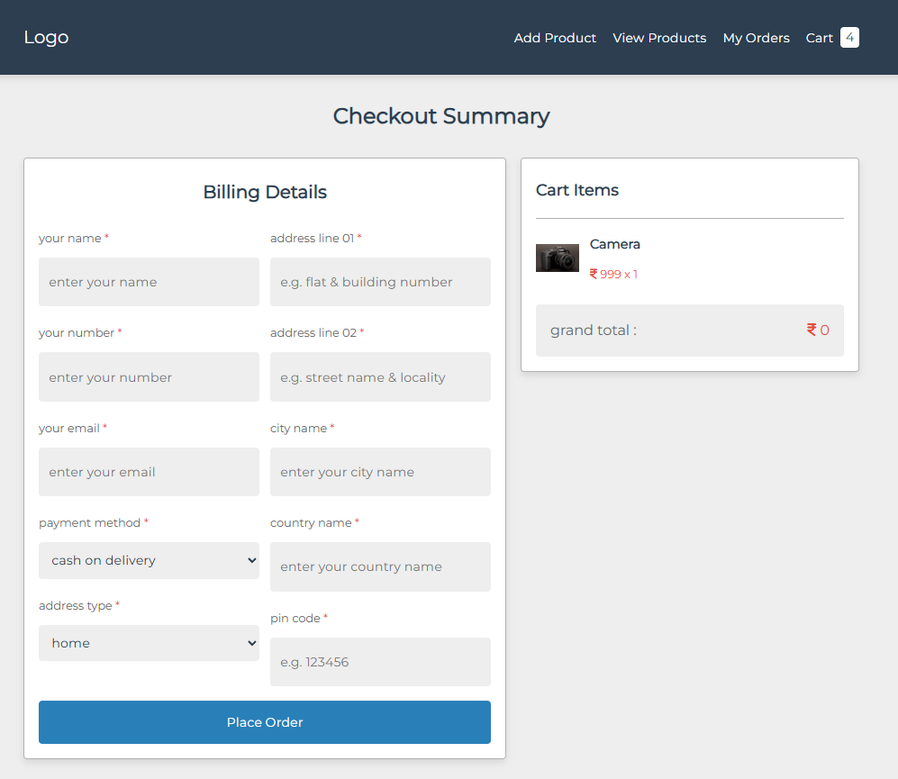 Logo
Add Product View Products My Orders Cart 4
Checkout Summary
Billing Details
your name *
enter your name
your number *
enter your number
your email *
enter your email
payment method *
cash on delivery
address type *
home
address line 01 *
e.g. flat & building number
address line 02 *
e.g. street name & locality
city name *
enter your city name
country name *
enter your country name
pin code *
e.g. 123456
Place Order
Cart Items
Camera
₹ 999 x 1
grand total : ₹ 0